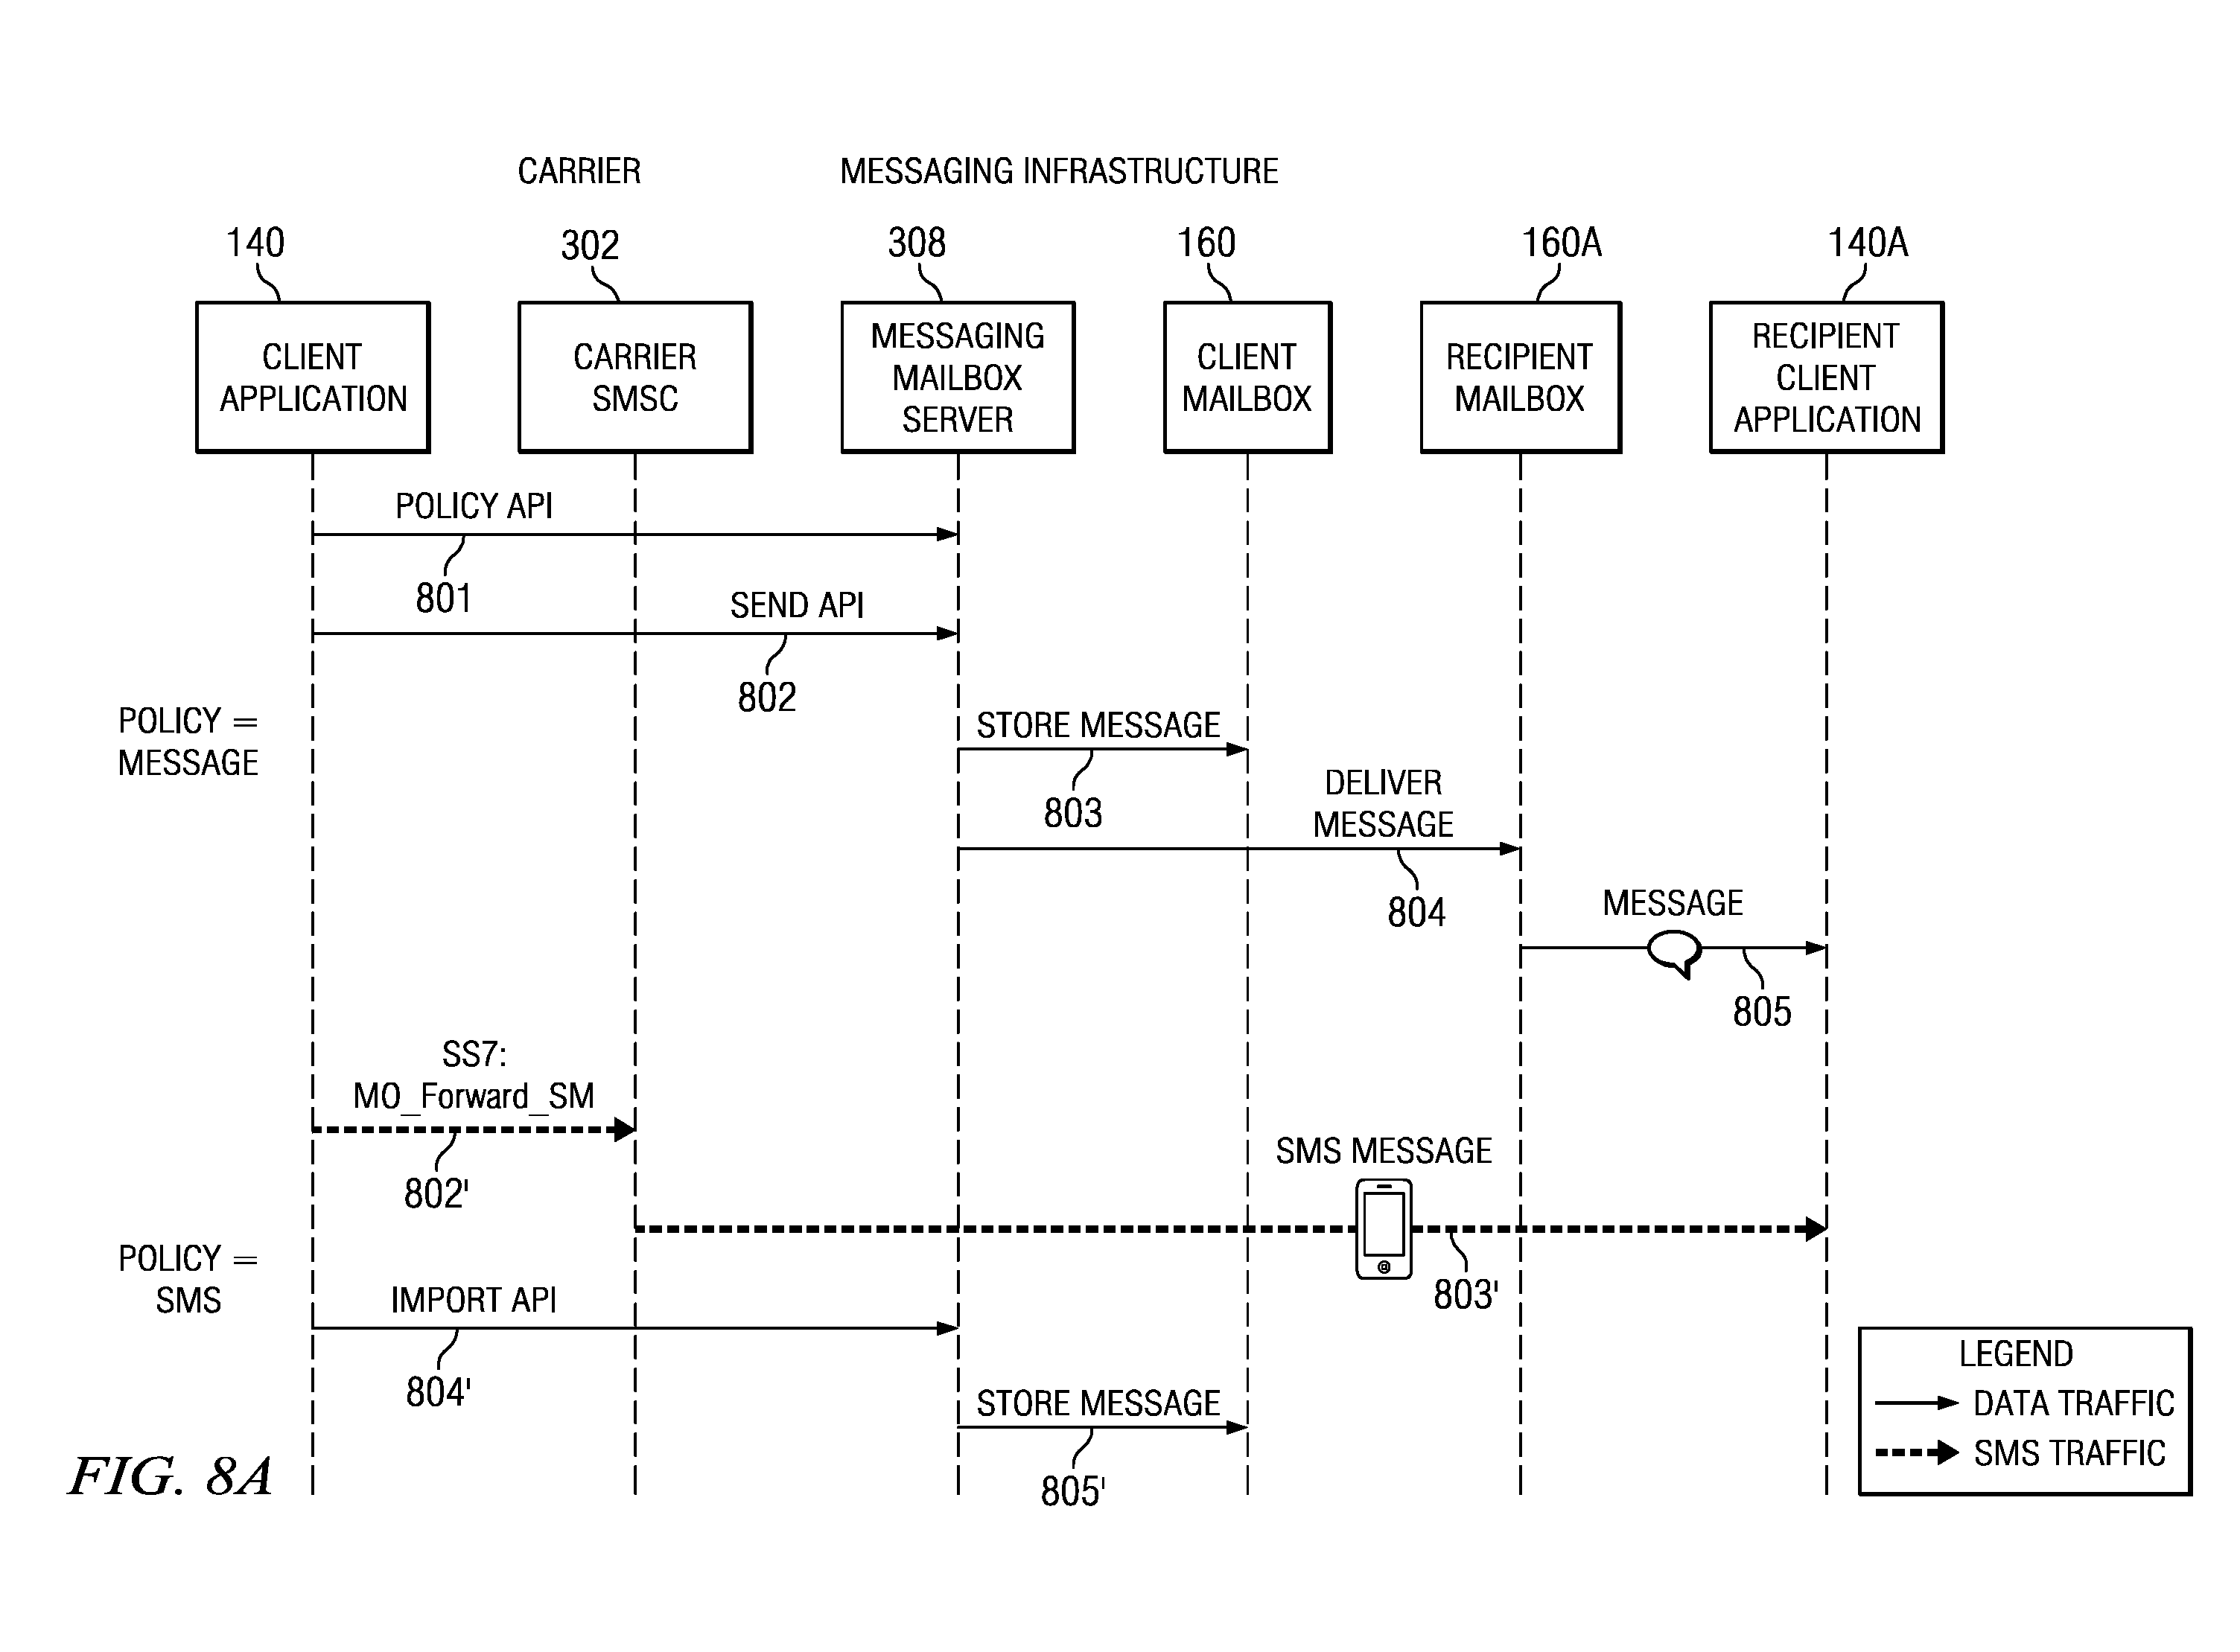 CARRIER
MESSAGING INFRASTRUCTURE
140
302
308
160
160A
140A
CLIENT
APPLICATION
CARRIER
SMSC
MESSAGING
MAILBOX
SERVER
CLIENT
MAILBOX
RECIPIENT
MAILBOX
RECIPIENT
CLIENT
APPLICATION
POLICY API
801
SEND API
802
POLICY =
MESSAGE
STORE MESSAGE
803
DELIVER
MESSAGE
804
MESSAGE
805
SS7:
MO_Forward_SM
802'
SMS MESSAGE
803'
POLICY =
SMS
IMPORT API
804'
STORE MESSAGE
805'
LEGEND
DATA TRAFFIC
SMS TRAFFIC
FIG. 8A